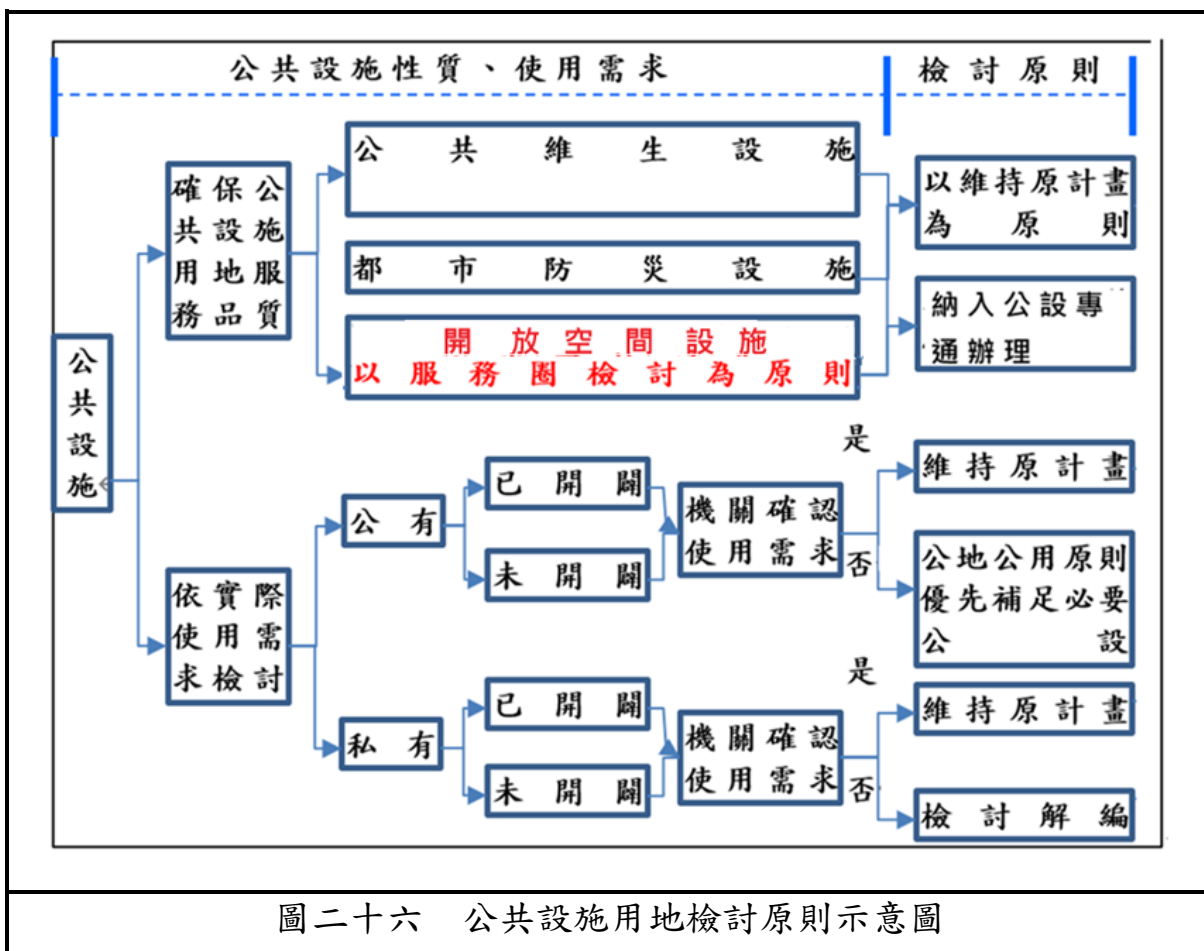 公共設施性質、使用需求
檢討原則
公共設施
確保公
共設施
用地服
務品質
公共維生設施
都市防災設施
開放空間設施
以服務圈檢討為原則
以維持原計畫
為原則
納入公設專
通辦理
依實際
使用需
求檢討
公有
已開闢
未開闢
機關確認
使用需求
是
維持原計畫
否
公地公用原則
優先補足必要
公設
私有
已開闢
未開闢
機關確認
使用需求
是
維持原計畫
否
檢討解編
圖二十六 公共設施用地檢討原則示意圖